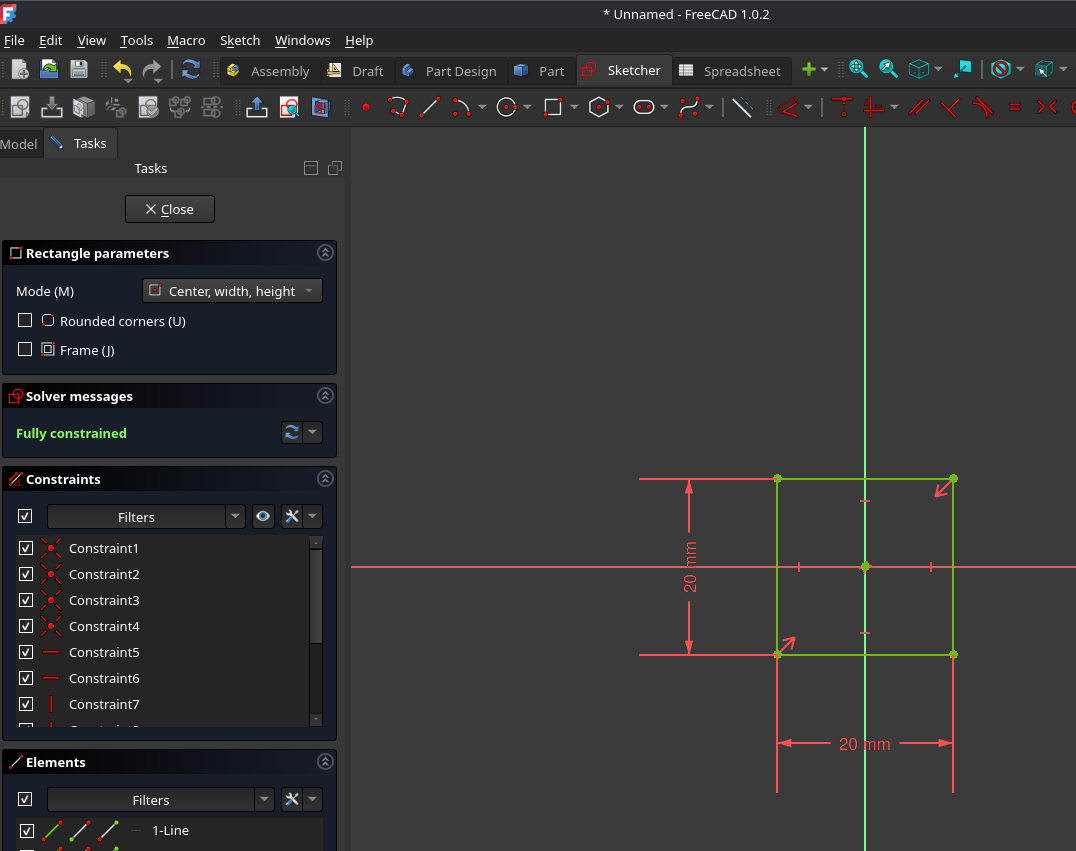 * Unnamed - FreeCAD 1.0.2
File Edit View Tools Macro Sketch Windows Help
Assembly Draft Part Design Part Sketcher Spreadsheet
Model Tasks
Tasks
Close
Rectangle parameters
Mode (M) Center, width, height
Rounded corners (U)
Frame (J)
Solver messages
Fully constrained
Constraints
Filters
Constraint1
Constraint2
Constraint3
Constraint4
Constraint5
Constraint6
Constraint7
Elements
Filters
1-Line
20 mm
20 mm